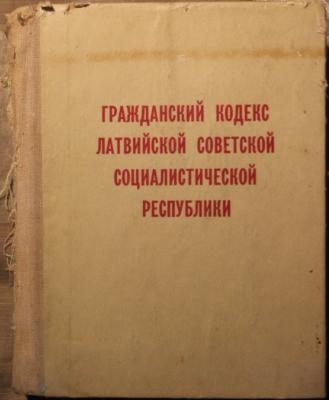 ГРАЖДАНСКИЙ КОДЕКС
ЛАТВИЙСКОЙ СОВЕТСКОЙ
СОЦИАЛИСТИЧЕСКОЙ
РЕСПУБЛИКИ